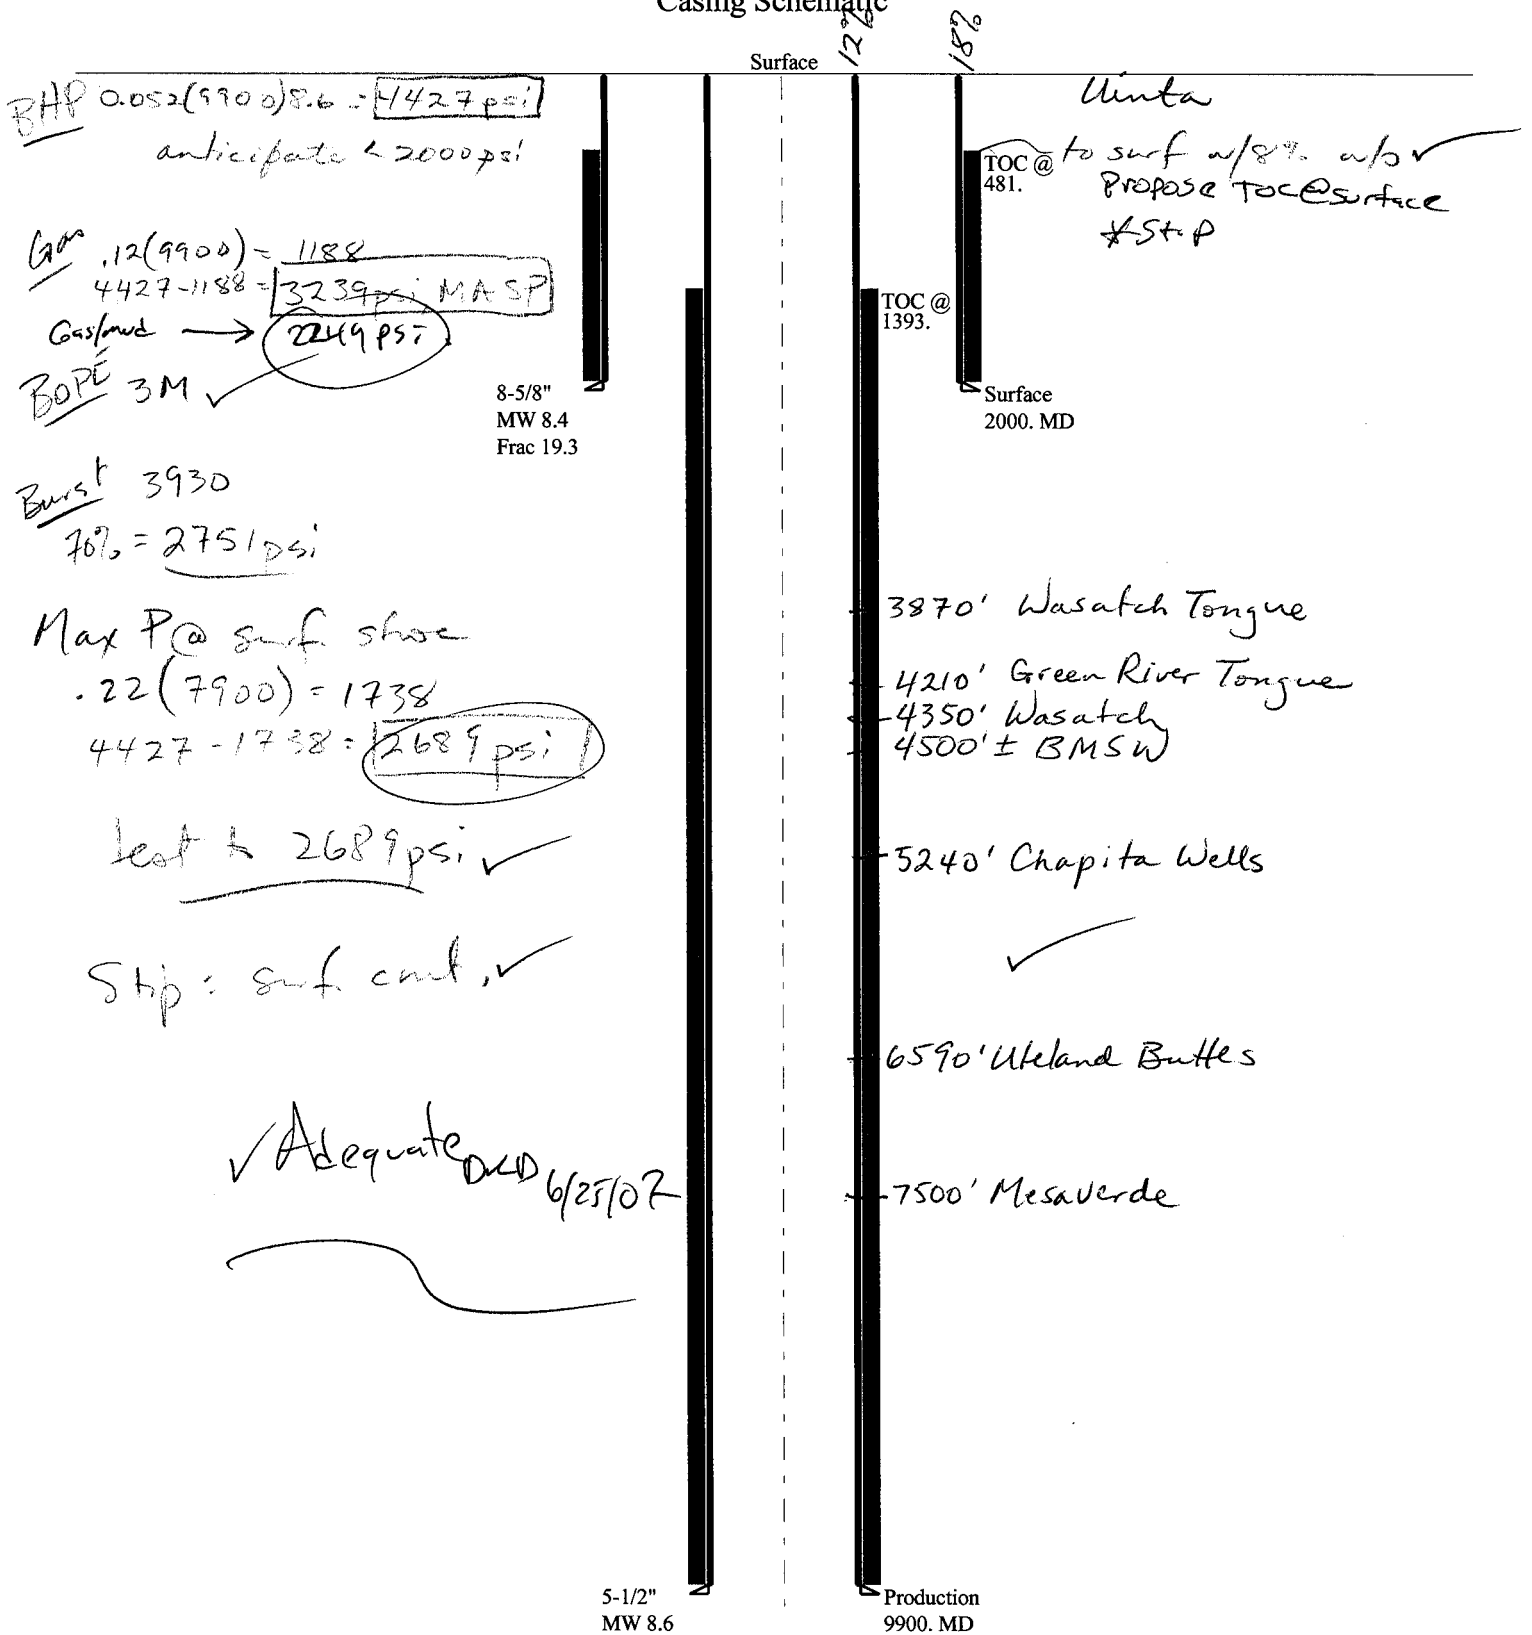 Casing Schematic
12%
18%
Surface
BHP 0.052(9900)8.6 = 4427 psi
anticipate < 2000 psi
Gas .12(9900) = 1188
4427-1188 = 3239 psi MASP
Gas/mud → 2249 psi
BOPE 3M ✓
Burst 3930
70% = 2751 psi
Max P @ surf. shoe
.22(7900) = 1738
4427 - 1738 = 2689 psi
test to 2689 psi ✓
Stip: surf. cmt. ✓
✓ Adequate DKD 6/25/07
8-5/8"
MW 8.4
Frac 19.3
Uinta
TOC @
481.
to surf w/8% w/o ✓
Propose TOC@surface
*Stip
TOC @
1393.
Surface
2000. MD
3870' Wasatch Tongue
4210' Green River Tongue
4350' Wasatch
4500' ± BMSW
5240' Chapita Wells
✓
6590' Uteland Buttes
7500' Mesaverde
5-1/2"
MW 8.6
Production
9900. MD